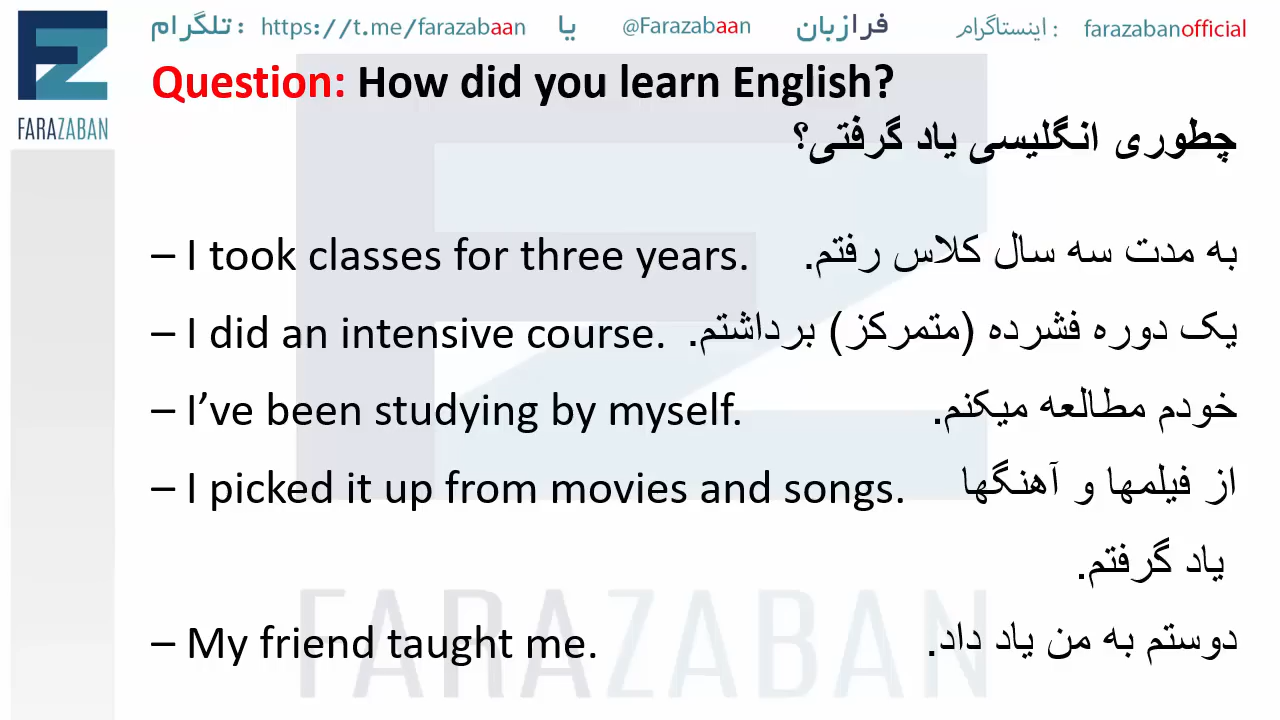 تلگرام : https://t.me/farazabaan یا @Farazabaan فرازبان اینستاگرام : farazabanofficial
FZ
FARAZABAN
Question: How did you learn English?
چطوری انگلیسی یاد گرفتی؟
– I took classes for three years. به مدت سه سال کلاس رفتم.
– I did an intensive course. یک دوره فشرده (متمرکز) برداشتم.
– I’ve been studying by myself. خودم مطالعه میکنم.
– I picked it up from movies and songs. از فیلمها و آهنگها
یاد گرفتم.
– My friend taught me. دوستم به من یاد داد.
FARAZABAN